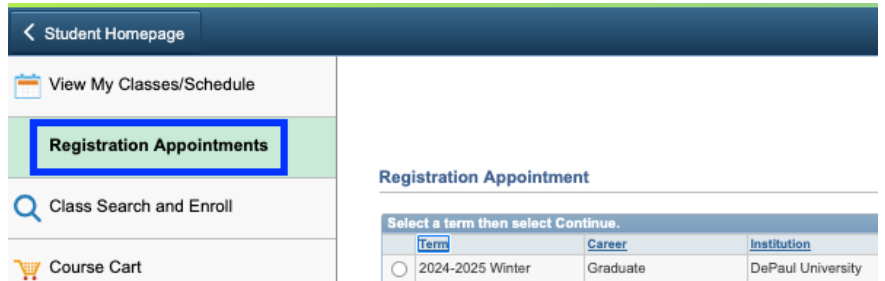 Student Homepage
View My Classes/Schedule
Registration Appointments
Class Search and Enroll
Course Cart
Registration Appointment
Select a term then select Continue.
Term Career Institution
2024-2025 Winter Graduate DePaul University